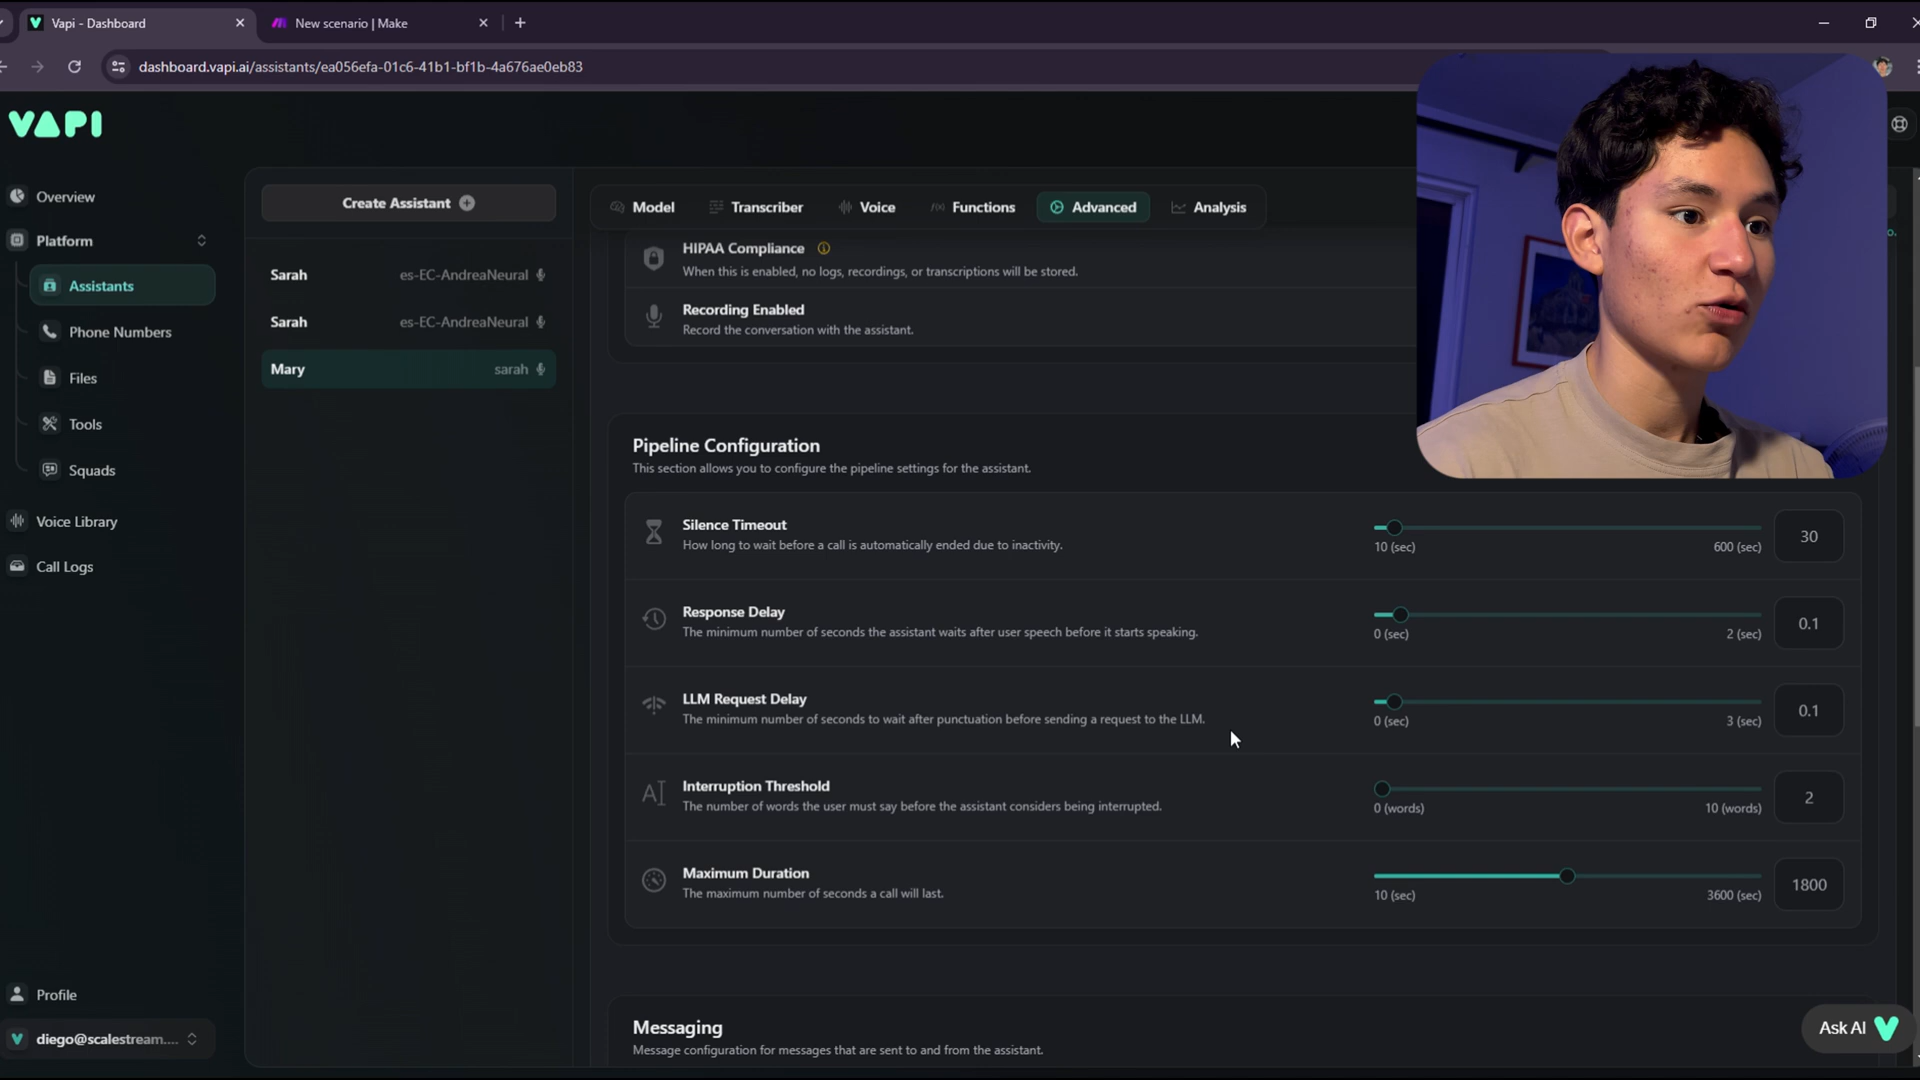 Vapi - Dashboard
New scenario | Make
dashboard.vapi.ai/assistants/ea056efa-01c6-41b1-bf1b-4a676ae0eb83
VAPI
Overview
Platform
Assistants
Phone Numbers
Files
Tools
Squads
Voice Library
Call Logs
Profile
diego@scalestream....
Create Assistant
Sarah es-EC-AndreaNeural
Sarah es-EC-AndreaNeural
Mary sarah
Model Transcriber Voice Functions Advanced Analysis
HIPAA Compliance
When this is enabled, no logs, recordings, or transcriptions will be stored.
Recording Enabled
Record the conversation with the assistant.
Pipeline Configuration
This section allows you to configure the pipeline settings for the assistant.
Silence Timeout
How long to wait before a call is automatically ended due to inactivity.
10 (sec) 600 (sec) 30
Response Delay
The minimum number of seconds the assistant waits after user speech before it starts speaking.
0 (sec) 2 (sec) 0.1
LLM Request Delay
The minimum number of seconds to wait after punctuation before sending a request to the LLM.
0 (sec) 3 (sec) 0.1
Interruption Threshold
The number of words the user must say before the assistant considers being interrupted.
0 (words) 10 (words) 2
Maximum Duration
The maximum number of seconds a call will last.
10 (sec) 3600 (sec) 1800
Messaging
Message configuration for messages that are sent to and from the assistant.
Ask AI